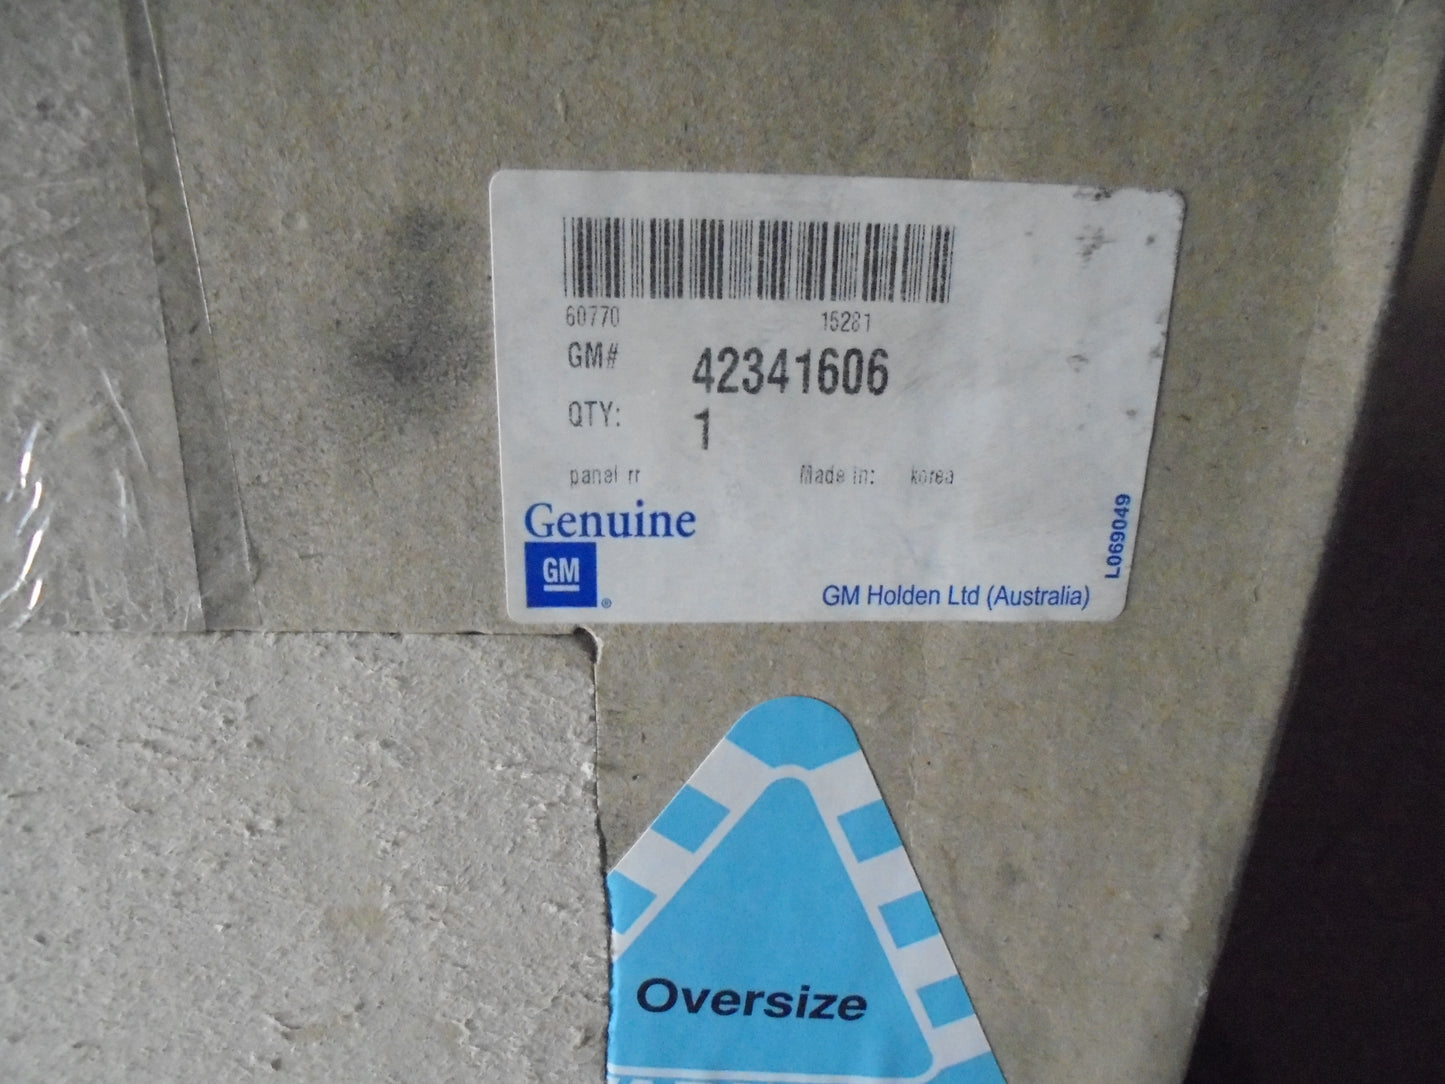 60770 15281
GM# 42341606
QTY: 1
panel rr Made in: korea
Genuine
GM ®
GM Holden Ltd (Australia)
L069049
Oversize